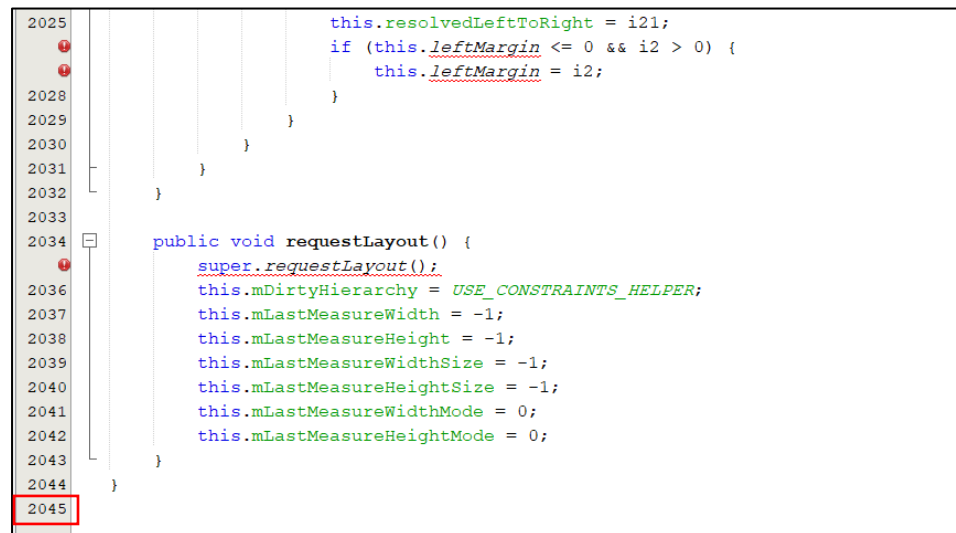 2025 this.resolvedLeftToRight = i21;
if (this.leftMargin <= 0 && i2 > 0) {
this.leftMargin = i2;
2028 }
2029 }
2030 }
2031 }
2032 }
2033
2034 public void requestLayout() {
super.requestLayout();
2036 this.mDirtyHierarchy = USE_CONSTRAINTS_HELPER;
2037 this.mLastMeasureWidth = -1;
2038 this.mLastMeasureHeight = -1;
2039 this.mLastMeasureWidthSize = -1;
2040 this.mLastMeasureHeightSize = -1;
2041 this.mLastMeasureWidthMode = 0;
2042 this.mLastMeasureHeightMode = 0;
2043 }
2044 }
2045